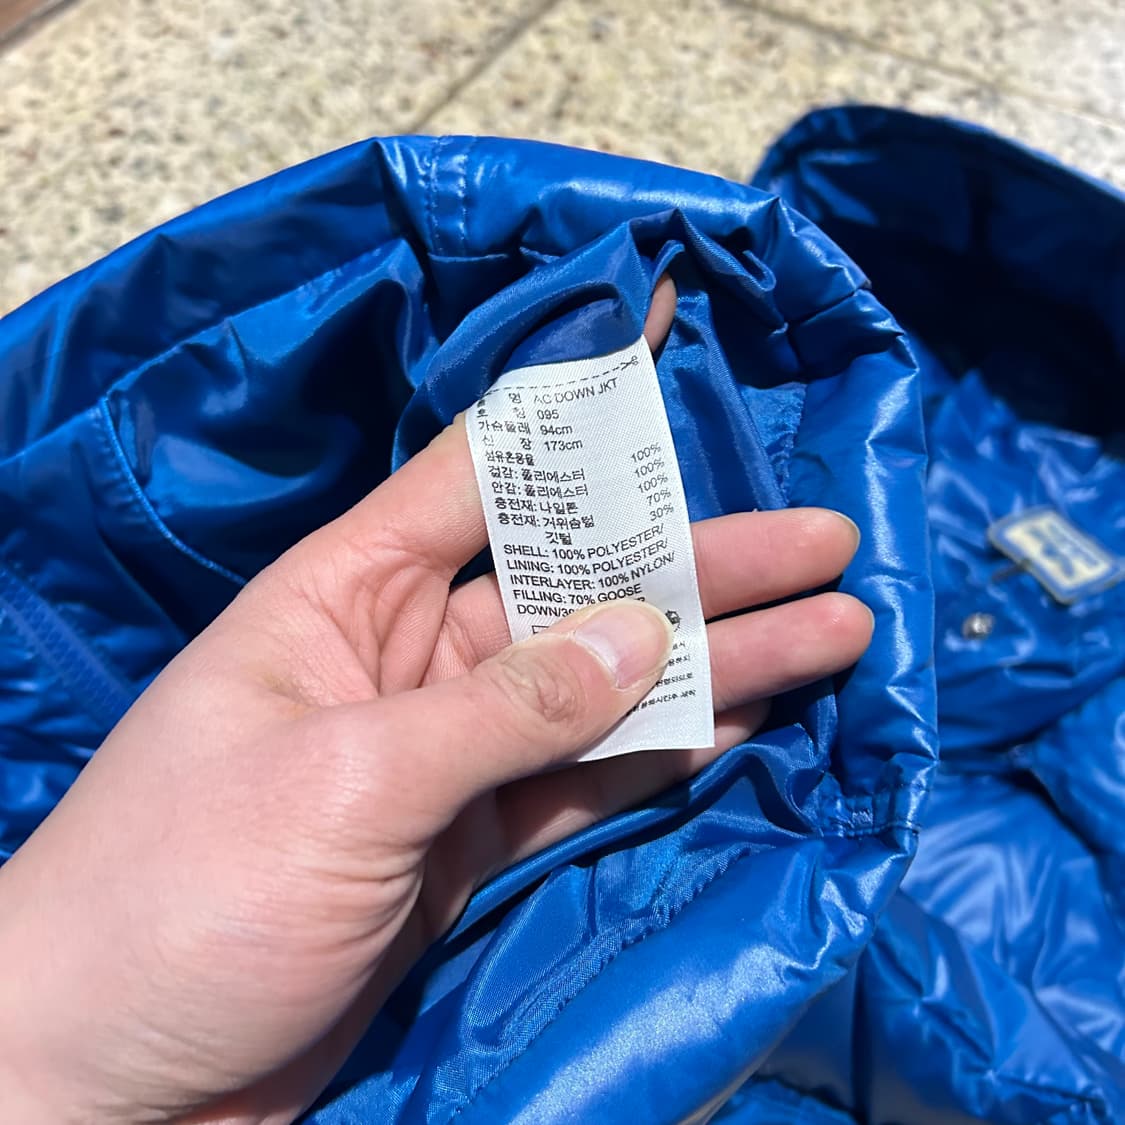 명 AC DOWN JKT
호 칭 095
가슴둘레 94cm
신 장 173cm
섬유혼용율
겉감: 폴리에스터 100%
안감: 폴리에스터 100%
충전재: 나일론 100%
충전재: 거위솜털 70%
깃털 30%
SHELL: 100% POLYESTER/
LINING: 100% POLYESTER/
INTERLAYER: 100% NYLON/
FILLING: 70% GOOSE
DOWN/